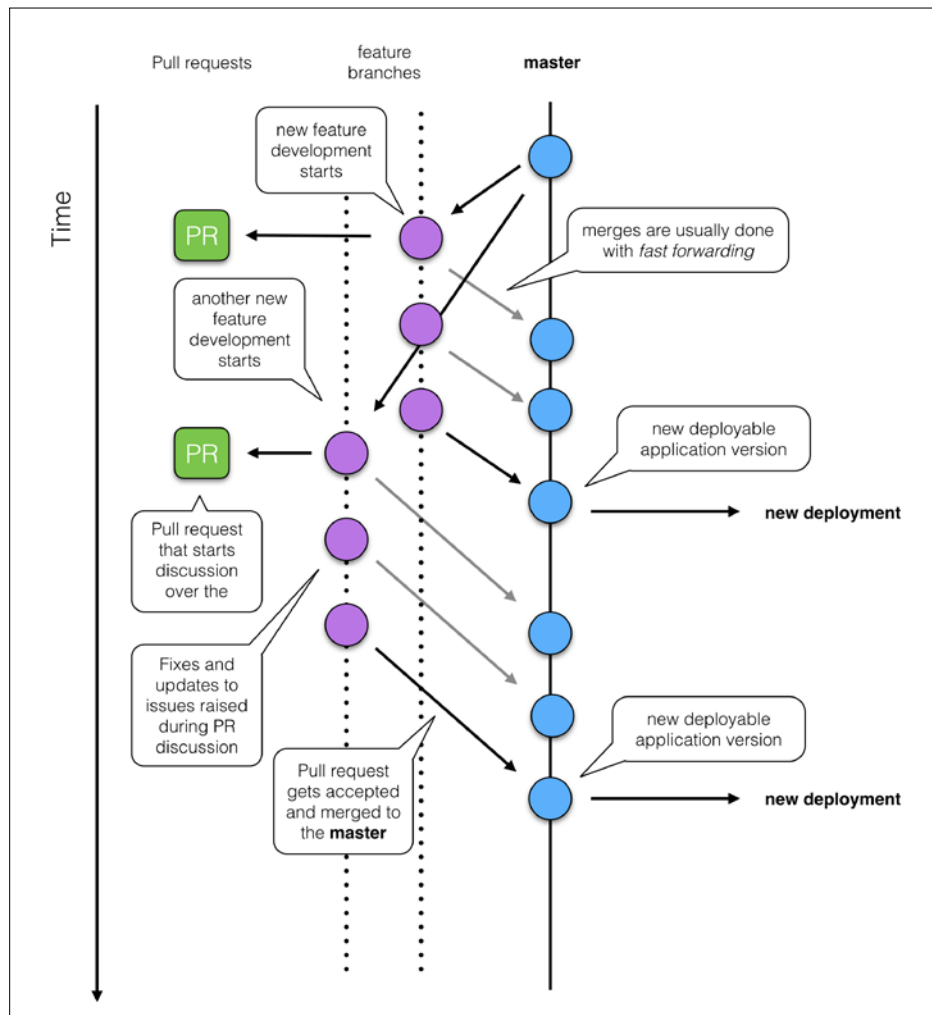 Pull requests
feature
branches
master
Time
new feature
development
starts
PR
merges are usually done
with fast forwarding
another new
feature
development
starts
PR
new deployable
application version
new deployment
Pull request
that starts
discussion
over the
Fixes and
updates to
issues raised
during PR
discussion
Pull request
gets accepted
and merged to
the master
new deployable
application version
new deployment